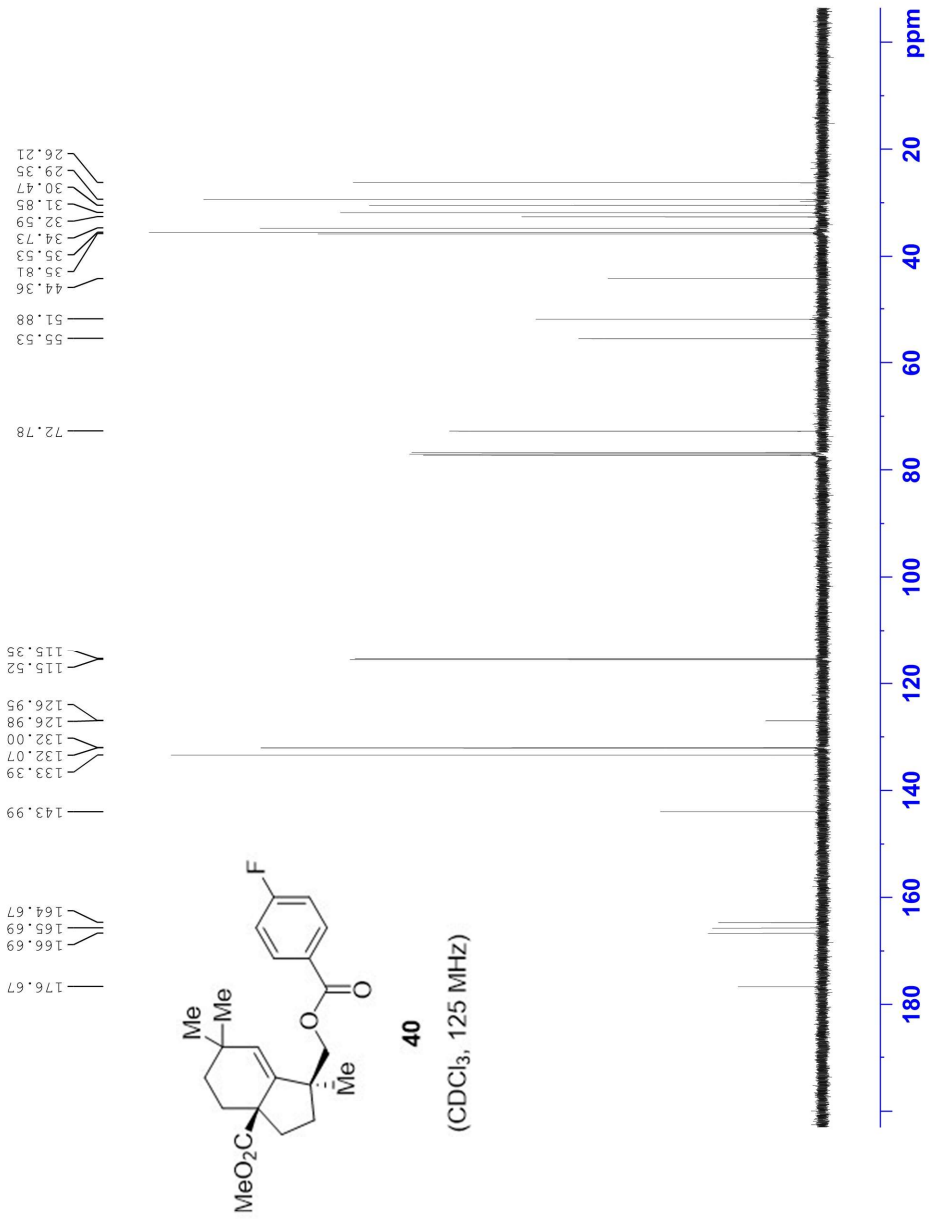 176.67
166.69
165.69
164.67
143.99
133.39
132.07
132.00
126.98
126.95
115.52
115.35
72.78
55.53
51.88
44.36
35.81
35.53
34.73
32.59
31.85
30.47
29.35
26.21
Me
Me
MeO₂C
F
O
O
Me
40
(CDCl₃, 125 MHz)
180 160 140 120 100 80 60 40 20 ppm